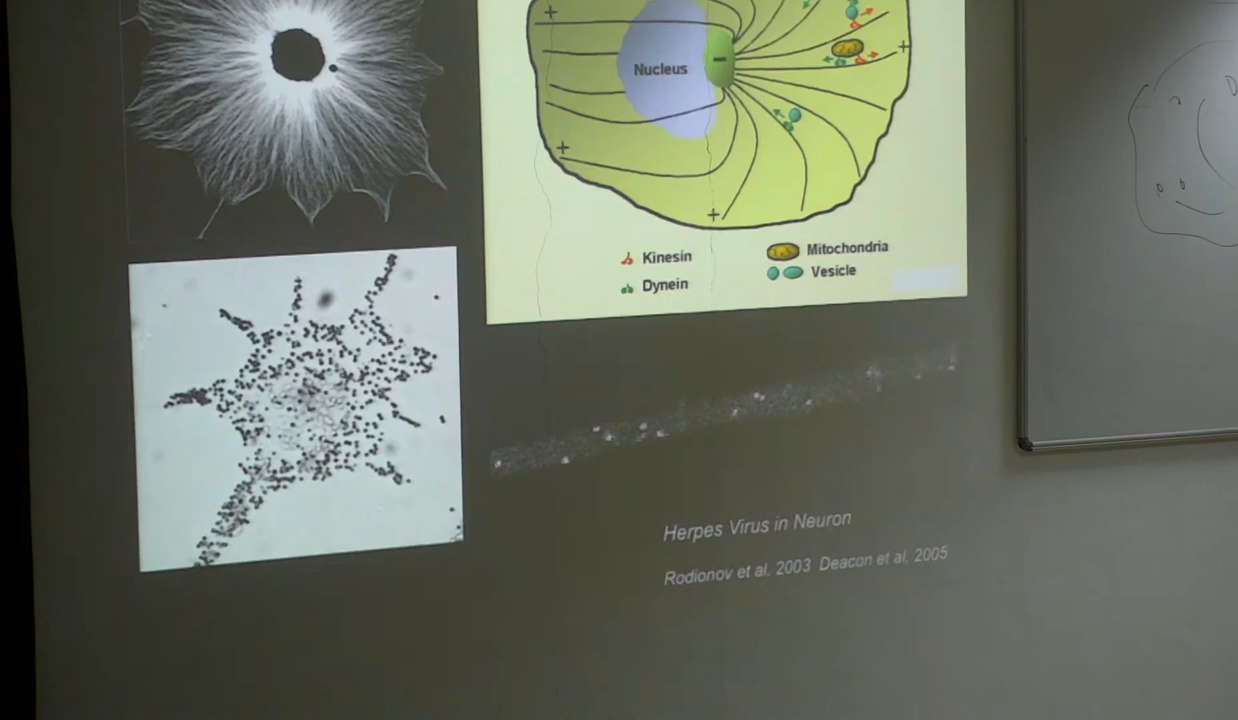 +
Nucleus
−
+
+
+
Kinesin
Mitochondria
Dynein
Vesicle
Herpes Virus in Neuron
Rodionov et al. 2003 Deacon et al, 2005